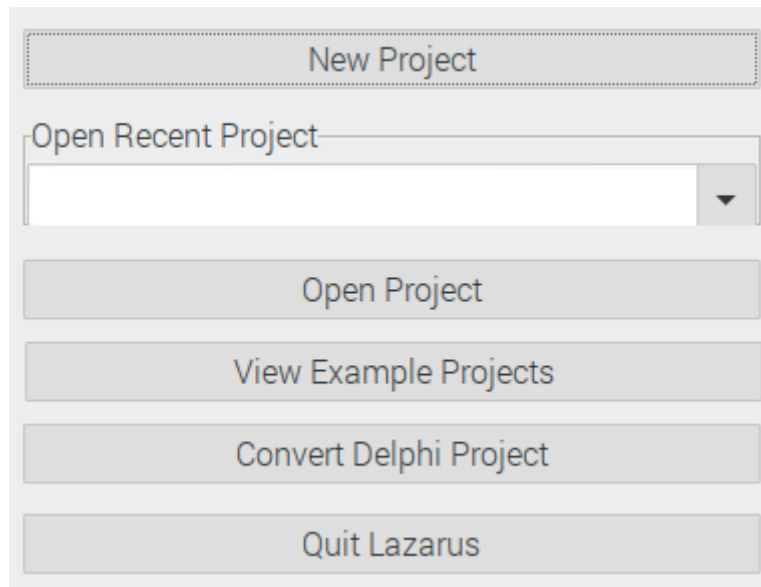 New Project
Open Recent Project
Open Project
View Example Projects
Convert Delphi Project
Quit Lazarus